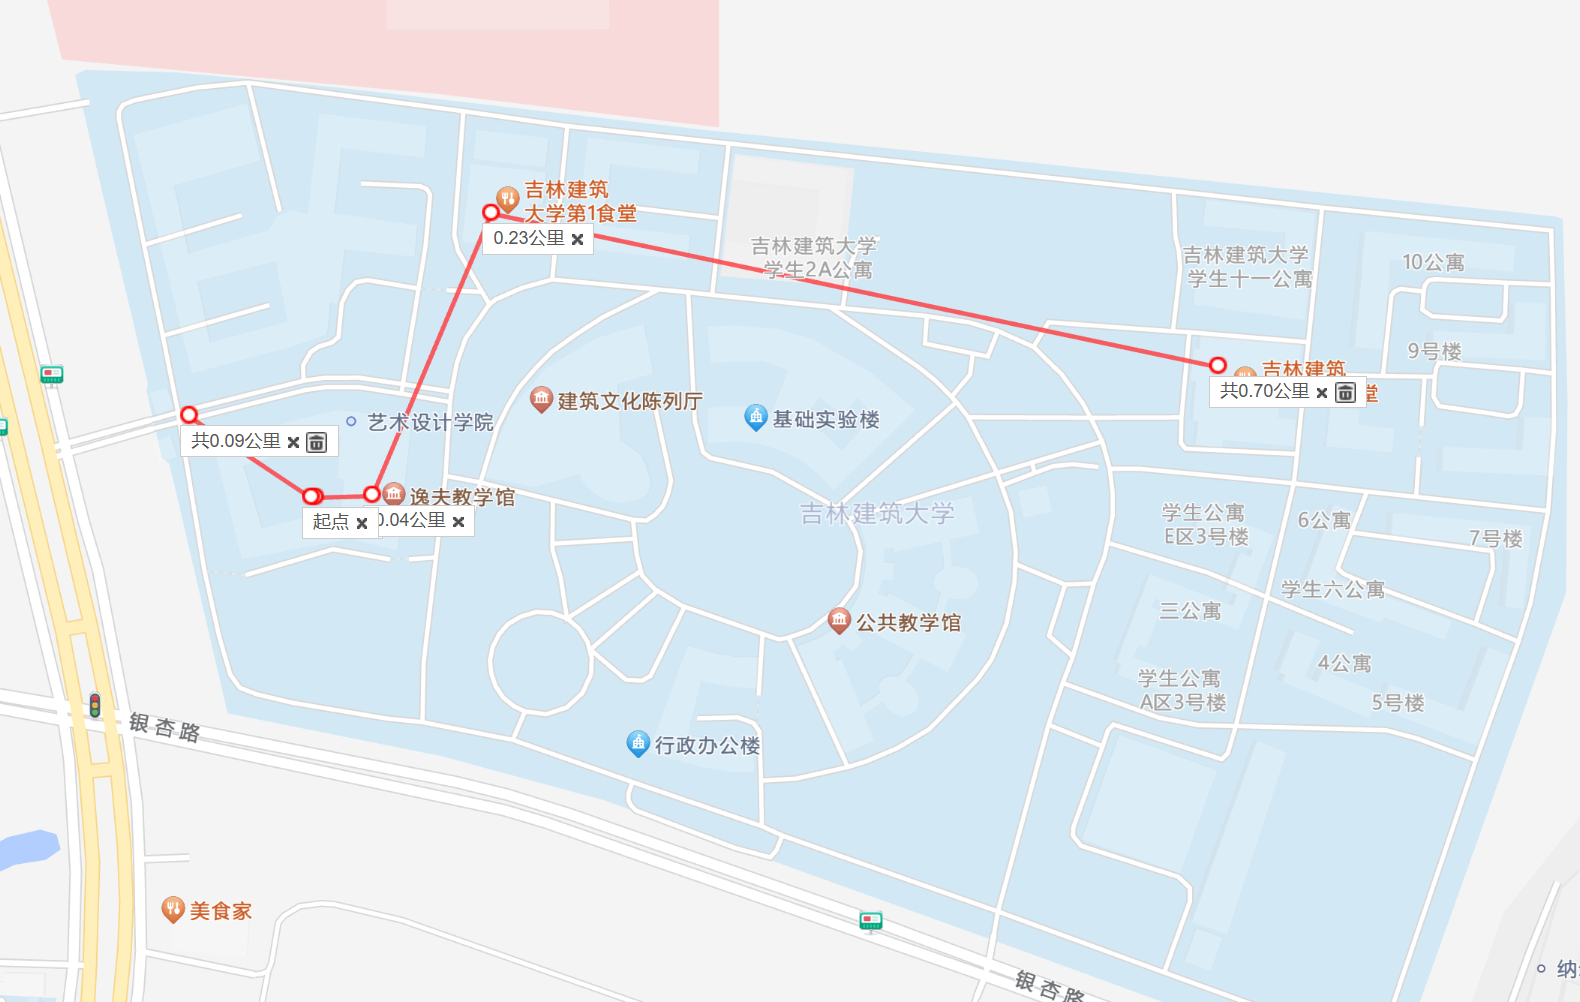 吉林建筑
大学第1食堂
0.23公里
吉林建筑大学
学生2A公寓
吉林建筑大学
学生十一公寓
10公寓
9号楼
吉林建筑
堂
共0.70公里
建筑文化陈列厅
基础实验楼
艺术设计学院
共0.09公里
逸夫教学馆
起点
0.04公里
吉林建筑大学
学生公寓
E区3号楼
6公寓
7号楼
学生六公寓
三公寓
公共教学馆
4公寓
学生公寓
A区3号楼
5号楼
银杏路
行政办公楼
美食家
银杏路